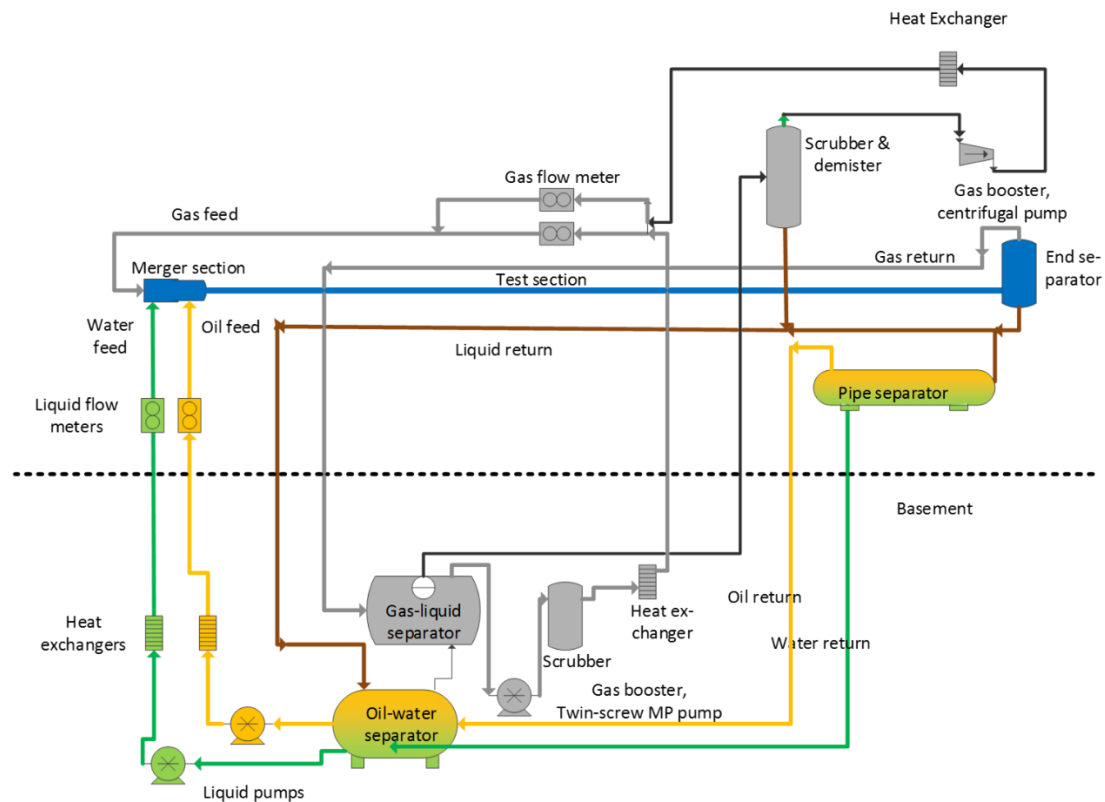 Heat Exchanger
Scrubber &
demister
Gas flow meter
Gas booster,
centrifugal pump
Gas feed
Gas return
End se-
parator
Merger section
Test section
Water
feed
Oil feed
Liquid return
Pipe separator
Liquid flow
meters
Basement
Gas-liquid
separator
Oil return
Heat ex-
changer
Heat
exchangers
Water return
Scrubber
Gas booster,
Twin-screw MP pump
Oil-water
separator
Liquid pumps